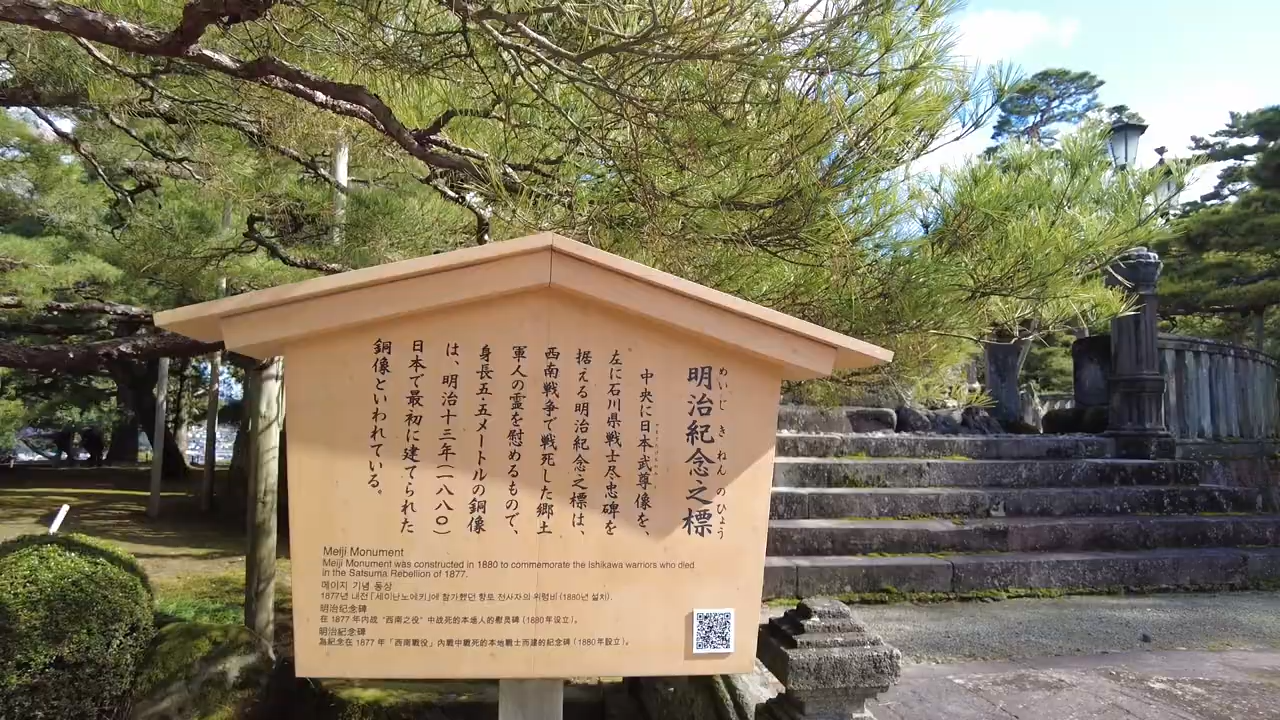 明治紀念之標
めいじきねんのひょう
中央に日本武尊像を、
左に石川県戦士尽忠碑を
据える明治紀念之標は、
西南戦争で戦死した郷土
軍人の霊を慰めるもので、
身長五・五メートルの銅像
は、明治十三年(一八八〇)
日本で最初に建てられた
銅像といわれている。
Meiji Monument
Meiji Monument was constructed in 1880 to commemorate the Ishikawa warriors who died
in the Satsuma Rebellion of 1877.
메이지 기념 동상
1877년 내전「세이난노에키」에 참가했던 향토 전사자의 위령비 (1880년 설치).
明治纪念碑
在 1877 年内战 “西南之役” 中战死的本地人的慰灵碑 (1880年设立)。
明治紀念碑
為紀念在 1877 年「西南戰役」內戰中戰死的本地戰士而建的記念碑 (1880年設立)。